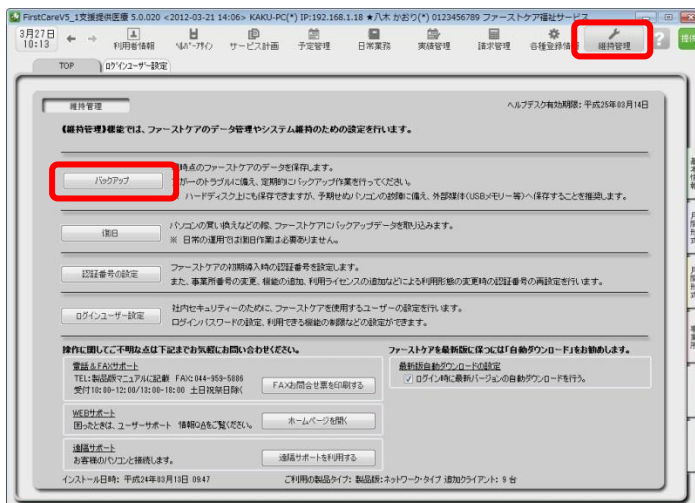 FirstCareV5_1支援提供医療 5.0.020 <2012-03-21 14:06> KAKU-PC(*) IP:192.168.1.18 ★八木 かおり(*) 0123456789 ファーストケア福祉サービス
3月27日
10:13
利用者情報 ﾍﾙﾊﾟｰｱｻｲﾝ サービス計画 予定管理 日常業務 実績管理 請求管理 各種登録情報 維持管理
TOP ﾛｸﾞｲﾝユーザー設定
維持管理
ヘルプデスク有効期限: 平成25年03月14日
《維持管理》機能では、ファーストケアのデータ管理やシステム維持のための設定を行います。
バックアップ
時点のファーストケアのデータを保存します。
万が一のトラブルに備え、定期的にバックアップ作業を行ってください。
ハードディスク上にも保存できますが、予期せぬパソコンの故障に備え、外部媒体(USBメモリー等)へ保存することを推奨します。
復旧
パソコンの買い換えなどの際、ファーストケアにバックアップデータを取り込みます。
※ 日常の運用では復旧作業は必要ありません。
認証番号の設定
ファーストケアの初期導入時の認証番号を設定します。
また、事業所番号の変更、機能の追加、利用ライセンスの追加などによる利用形態の変更時の認証番号の再設定を行います。
ログインユーザー設定
社内セキュリティーのために、ファーストケアを使用するユーザーの設定を行います。
ログインパスワードの設定、利用できる機能の制限などの設定ができます。
操作に関してご不明な点は下記までお気軽にお問い合わせください。
電話＆FAXサポート
TEL:製品版マニュアルに記載 FAX:044-959-5886
受付10:00-12:00/13:00-18:00 土日祝祭日除く
FAXお問合せ票を印刷する
WEBサポート
困ったときは、ユーザーサポート 情報QAをご覧ください。
ホームページを開く
遠隔サポート
お客様のパソコンと接続します。
遠隔サポートを利用する
ファーストケアを最新版に保つには「自動ダウンロード」をお勧めします。
最新版自動ダウンロードの設定
ログイン時に最新バージョンの自動ダウンロードを行う。
インストール日時: 平成24年03月13日 09:47
ご利用の製品タイプ: 製品版:ネットワーク・タイプ 追加クライアント: 9 台
基本情報
月間形式
事業所